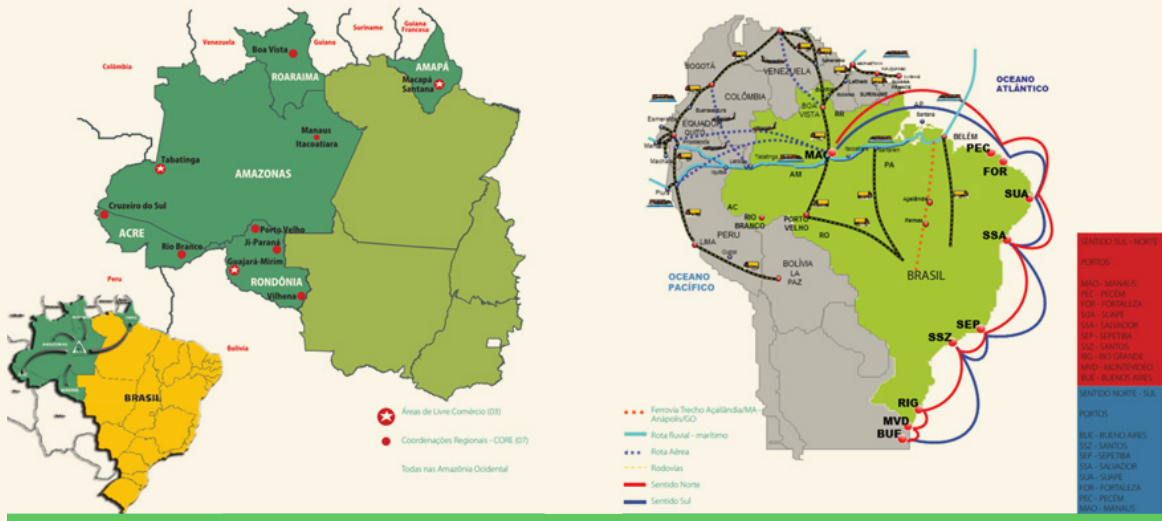 Colômbia
Venezuela
Guiana
Suriname
Guiana
Francesa
Boa Vista
ROARAIMA
AMAPÁ
Macapá
Santana
Manaus
Itacoatiara
Tabatinga
AMAZONAS
Cruzeiro do Sul
ACRE
Rio Branco
Porto Velho
Ji-Paraná
Guajará-Mirim
RONDÔNIA
Vilhena
Peru
Bolívia
BRASIL
Áreas de Livre Comércio (03)
Coordenações Regionais - CORE (07)
Todas nas Amazônia Ocidental
BOGOTÁ
VENEZUELA
COLÔMBIA
EQUADOR
QUITO
Esmeraldas
BOA
VISTA
RR
AP
Santana
OCEANO
ATLÂNTICO
BELÉM
MAO
Tabatinga
AM
PA
PEC
FOR
SUA
SSA
AC
RIO
BRANCO
PORTO
VELHO
RO
PERU
LIMA
BOLÍVIA
LA
PAZ
OCEANO
PACÍFICO
Palmas
BRASIL
SEP
SSZ
RIG
MVD
BUE
Ferrovia Trecho Açailândia/MA -
Anápolis/GO
Rota fluvial - marítimo
Rota Aérea
Rodovias
Sentido Norte
Sentido Sul
SENTIDO SUL - NORTE
PORTOS
MAO - MANAUS
PEC - PECÉM
FOR - FORTALEZA
SUA - SUAPE
SSA - SALVADOR
SEP - SEPETIBA
SSZ - SANTOS
RIG - RIO GRANDE
MVD - MONTEVIDEO
BUE - BUENOS AIRES
SENTIDO NORTE - SUL
PORTOS
BUE - BUENO AIRES
SSZ - SANTOS
SEP - SEPETIBA
SSA - SALVADOR
SUA - SUAPE
FOR - FORTALEZA
PEC - PECÉM
MAO - MANAUS